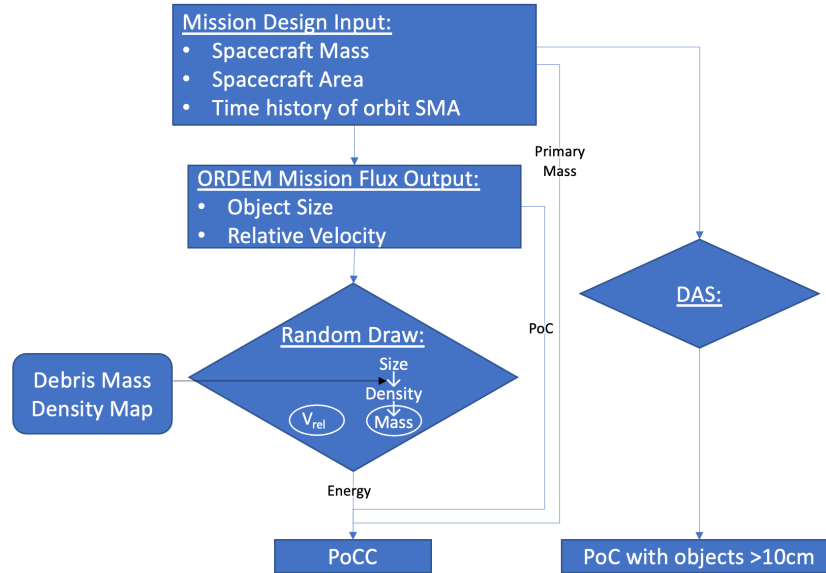 Mission Design Input:
• Spacecraft Mass
• Spacecraft Area
• Time history of orbit SMA
Primary
Mass
ORDEM Mission Flux Output:
• Object Size
• Relative Velocity
DAS:
PoC
Random Draw:
Size
Density
Mass
Vrel
Debris Mass
Density Map
Energy
PoCC
PoC with objects >10cm